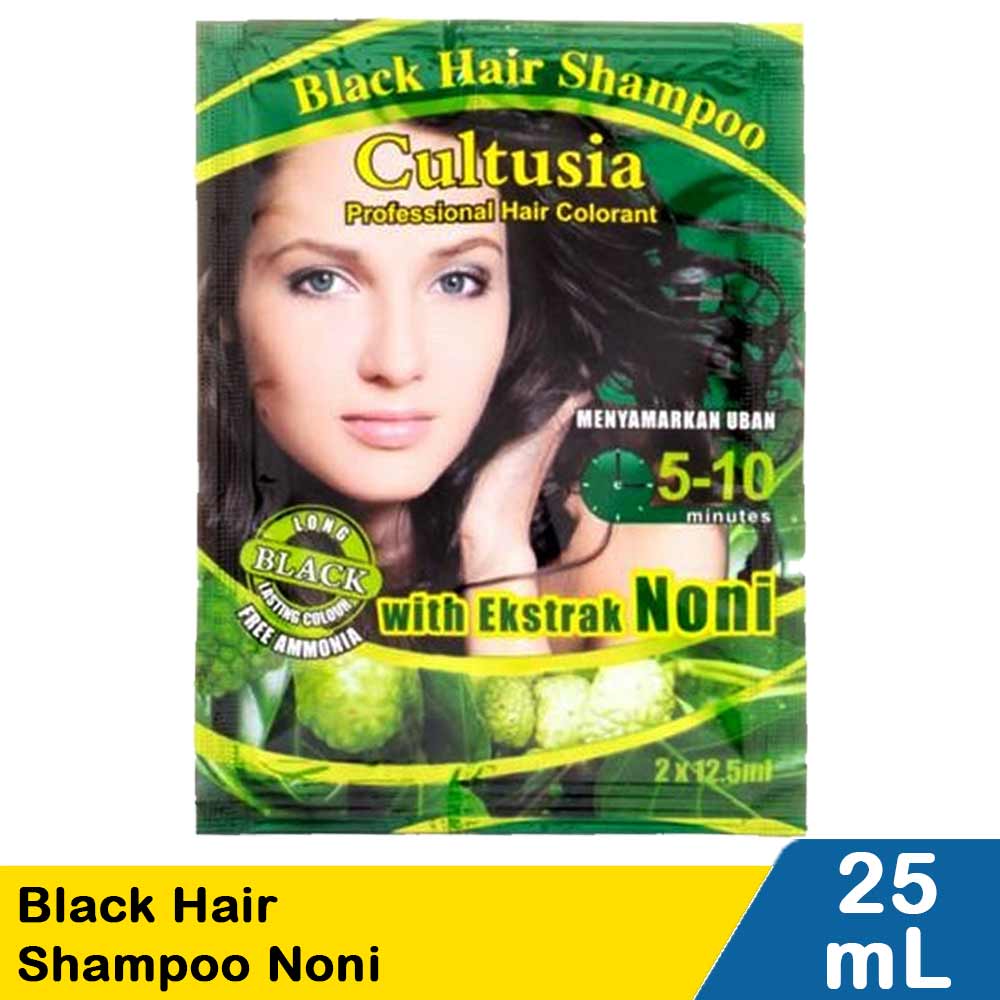 Black Hair Shampoo
Cultusia
Professional Hair Colorant
MENYAMARKAN UBAN
5-10
minutes
LONG
BLACK
LASTING COLOUR
FREE AMMONIA
with Ekstrak Noni
2 x 12.5ml
Black Hair
Shampoo Noni
25
mL